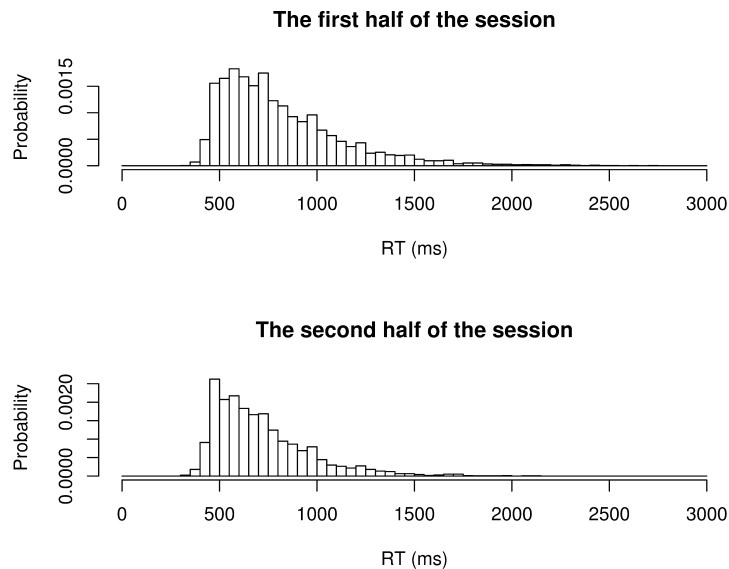 The first half of the session
Probability
0.0015
0.0000
0 500 1000 1500 2000 2500 3000
RT (ms)
The second half of the session
Probability
0.0020
0.0000
0 500 1000 1500 2000 2500 3000
RT (ms)